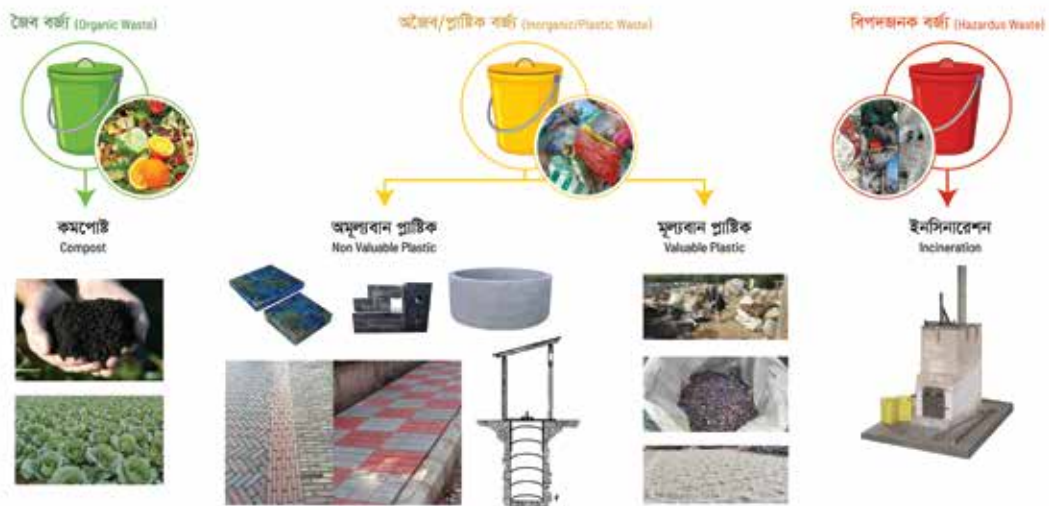 জৈব বর্জ্য (Organic Waste)
অজৈব/প্লাস্টিক বর্জ্য (Inorganic/Plastic Waste)
বিপদজনক বর্জ্য (Hazardus Waste)
কমপোষ্ট
Compost
অমূল্যবান প্লাস্টিক
Non Valuable Plastic
মূল্যবান প্লাস্টিক
Valuable Plastic
ইনসিনারেশন
Incineration